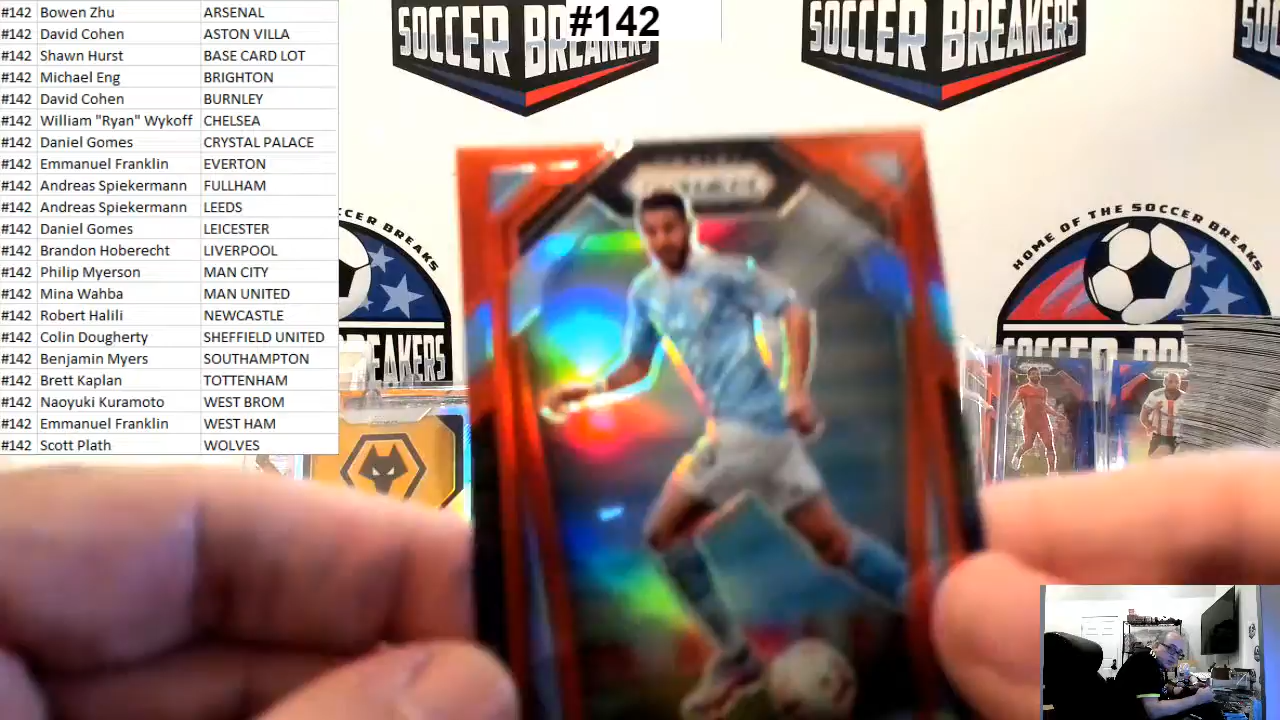 #142 Bowen Zhu ARSENAL
#142 David Cohen ASTON VILLA
#142 Shawn Hurst BASE CARD LOT
#142 Michael Eng BRIGHTON
#142 David Cohen BURNLEY
#142 William "Ryan" Wykoff CHELSEA
#142 Daniel Gomes CRYSTAL PALACE
#142 Emmanuel Franklin EVERTON
#142 Andreas Spiekermann FULLHAM
#142 Andreas Spiekermann LEEDS
#142 Daniel Gomes LEICESTER
#142 Brandon Hoberecht LIVERPOOL
#142 Philip Myerson MAN CITY
#142 Mina Wahba MAN UNITED
#142 Robert Halili NEWCASTLE
#142 Colin Dougherty SHEFFIELD UNITED
#142 Benjamin Myers SOUTHAMPTON
#142 Brett Kaplan TOTTENHAM
#142 Naoyuki Kuramoto WEST BROM
#142 Emmanuel Franklin WEST HAM
#142 Scott Plath WOLVES
#142
SOCCER BREAKERS
SOCCER BREAKERS
SOC
CCER BREAKS
EAKERS
HOME OF THE SOCCER BREAKS